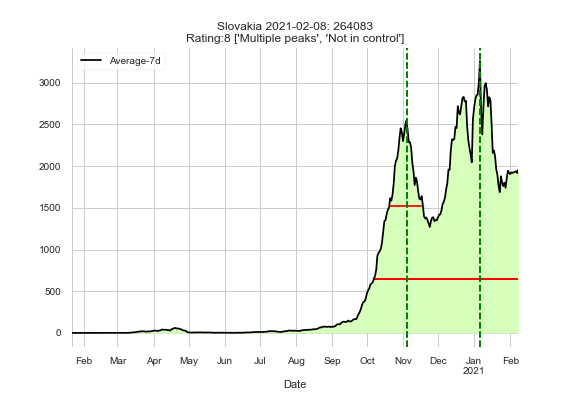 Slovakia 2021-02-08: 264083
Rating:8 ['Multiple peaks', 'Not in control']
Average-7d
3000
2500
2000
1500
1000
500
0
Feb Mar Apr May Jun Jul Aug Sep Oct Nov Dec Jan Feb
2021
Date